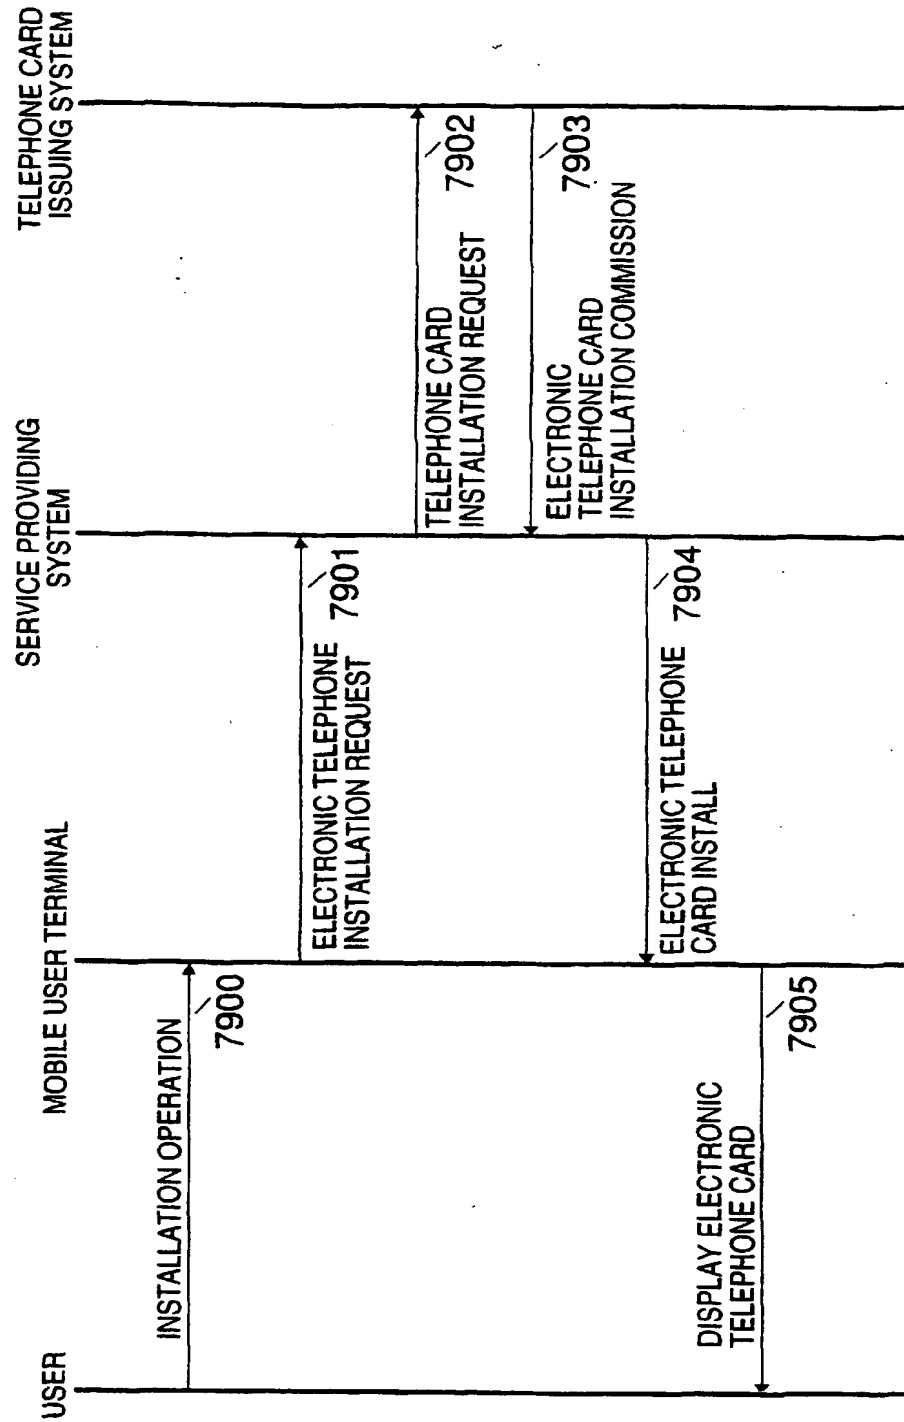 USER
MOBILE USER TERMINAL
SERVICE PROVIDING
SYSTEM
TELEPHONE CARD
ISSUING SYSTEM
INSTALLATION OPERATION
7900
ELECTRONIC TELEPHONE
INSTALLATION REQUEST
7901
TELEPHONE CARD
INSTALLATION REQUEST
7902
ELECTRONIC
TELEPHONE CARD
INSTALLATION COMMISSION
7903
ELECTRONIC TELEPHONE
CARD INSTALL
7904
DISPLAY ELECTRONIC
TELEPHONE CARD
7905